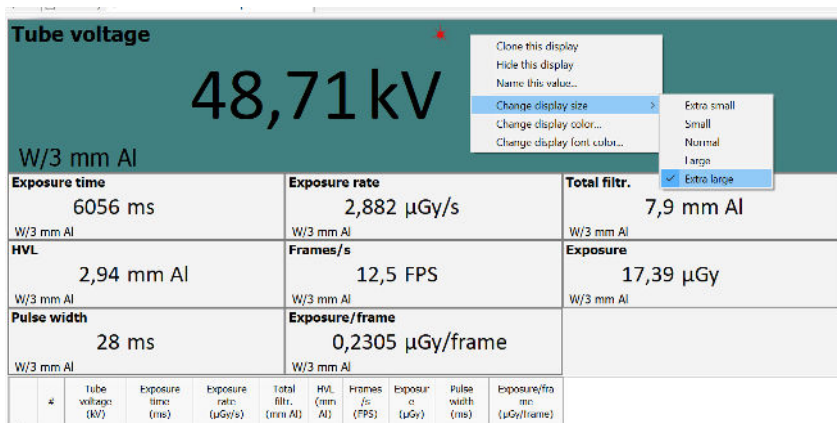 Tube voltage
48,71 kV
W/3 mm Al
Clone this display
Hide this display
Name this value...
Change display size
Change display color...
Change display font color...
Extra small
Small
Normal
Large
Extra large
Exposure time
6056 ms
W/3 mm Al
Exposure rate
2,882 µGy/s
W/3 mm Al
Total filtr.
7,9 mm Al
W/3 mm Al
HVL
2,94 mm Al
W/3 mm Al
Frames/s
12,5 FPS
W/3 mm Al
Exposure
17,39 µGy
W/3 mm Al
Pulse width
28 ms
W/3 mm Al
Exposure/frame
0,2305 µGy/frame
W/3 mm Al
#
Tube
voltage
(kV)
Exposure
time
(ms)
Exposure
rate
(µGy/s)
Total
filtr.
(mm Al)
HVL
(mm
Al)
Frames
/s
(FPS)
Exposur
e
(µGy)
Pulse
width
(ms)
Exposure/fra
me
(µGy/frame)